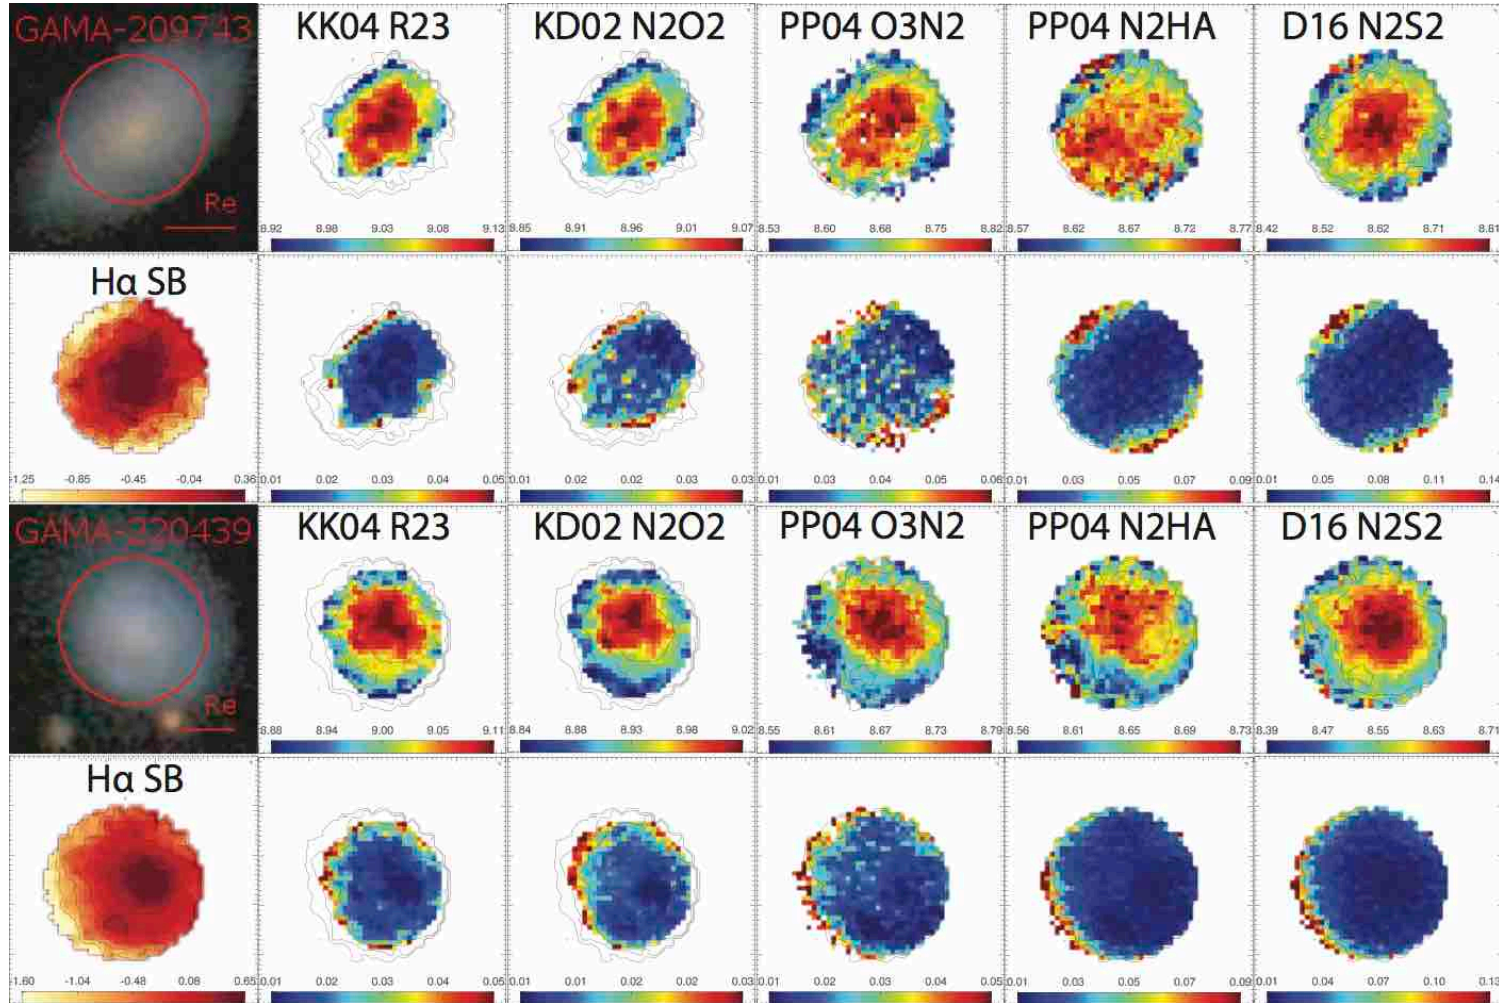 GAMA-209743 KK04 R23 KD02 N2O2 PP04 O3N2 PP04 N2HA D16 N2S2
Re
8.92 8.98 9.03 9.08 9.13 8.85 8.91 8.96 9.01 9.07 8.53 8.60 8.68 8.75 8.82 8.57 8.62 8.67 8.72 8.77 8.42 8.52 8.62 8.71 8.81
Hα SB
-1.25 -0.85 -0.45 -0.04 0.36 0.01 0.02 0.03 0.04 0.05 0.01 0.02 0.02 0.03 0.03 0.01 0.03 0.04 0.05 0.06 0.01 0.03 0.05 0.07 0.09 0.01 0.05 0.08 0.11 0.14
GAMA-220439 KK04 R23 KD02 N2O2 PP04 O3N2 PP04 N2HA D16 N2S2
Re
8.88 8.94 9.00 9.05 9.11 8.84 8.88 8.93 8.98 9.02 8.55 8.61 8.67 8.73 8.79 8.56 8.61 8.65 8.69 8.73 8.39 8.47 8.55 8.63 8.71
Hα SB
-1.60 -1.04 -0.48 0.08 0.65 0.01 0.02 0.03 0.04 0.05 0.01 0.02 0.02 0.03 0.03 0.01 0.02 0.03 0.04 0.05 0.01 0.03 0.05 0.07 0.09 0.01 0.04 0.07 0.10 0.13